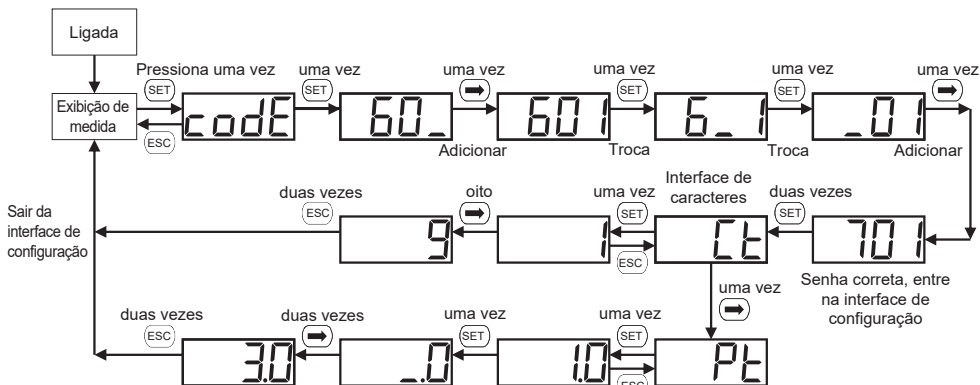 Ligada
Pressiona uma vez
uma vez
uma vez
uma vez
uma vez
uma vez
SET
SET
SET
SET
Exibição de
medida
ESC
codE
60_
601
6_1
_01
Adicionar
Troca
Troca
Adicionar
Interface de
caracteres
duas vezes
oito
uma vez
duas vezes
ESC
SET
SET
Sair da
interface de
configuração
9
1
Ct
701
ESC
Senha correta, entre
na interface de
configuração
uma vez
duas vezes
duas vezes
uma vez
uma vez
ESC
SET
SET
3.0
_.0
1.0
Pt
ESC